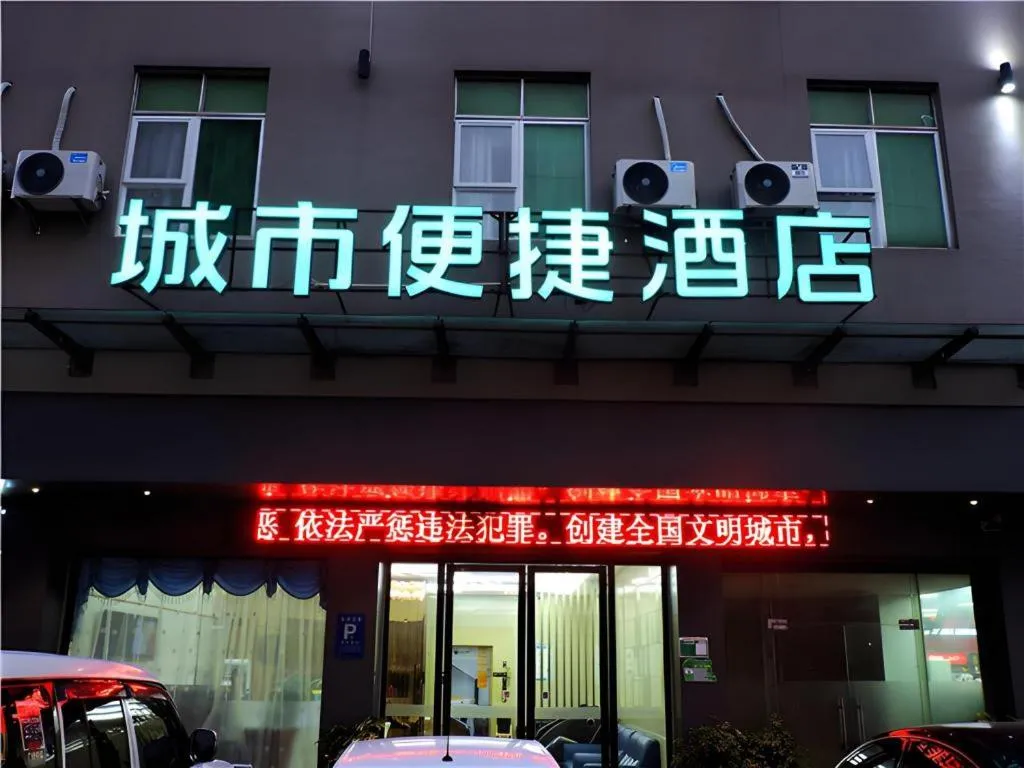 城市便捷酒店
恶 依法严惩违法犯罪。创建全国文明城市，
P